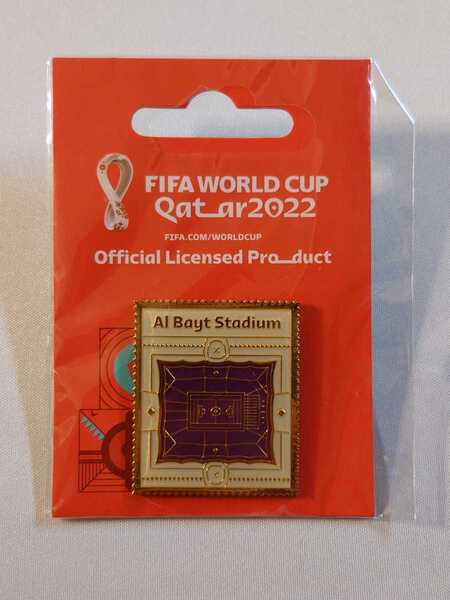 FIFA WORLD CUP
Qatar2022
FIFA.COM/WORLDCUP
Official Licensed Product
Al Bayt Stadium